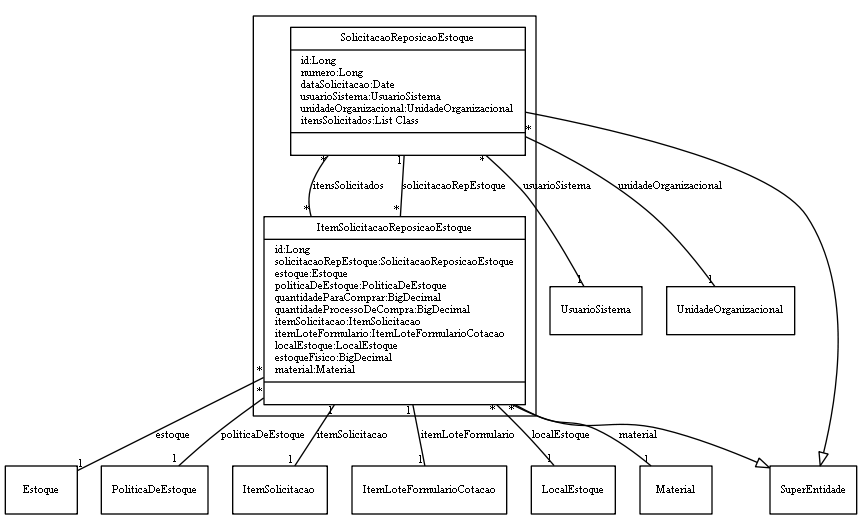 SolicitacaoReposicaoEstoque
id:Long
numero:Long
dataSolicitacao:Date
usuarioSistema:UsuarioSistema
unidadeOrganizacional:UnidadeOrganizacional
itensSolicitados:List Class
*
* 1 *
itensSolicitados solicitacaoRepEstoque usuarioSistema unidadeOrganizacional
* *
ItemSolicitacaoReposicaoEstoque
id:Long
solicitacaoRepEstoque:SolicitacaoReposicaoEstoque
estoque:Estoque
politicaDeEstoque:PoliticaDeEstoque
quantidadeParaComprar:BigDecimal
quantidadeProcessoDeCompra:BigDecimal
itemSolicitacao:ItemSolicitacao
itemLoteFormulario:ItemLoteFormularioCotacao
localEstoque:LocalEstoque
estoqueFisico:BigDecimal
material:Material
1 1
UsuarioSistema UnidadeOrganizacional
*
*
1 1 * *
estoque politicaDeEstoque itemSolicitacao itemLoteFormulario localEstoque material
1 1 1 1 1 1
Estoque PoliticaDeEstoque ItemSolicitacao ItemLoteFormularioCotacao LocalEstoque Material SuperEntidade